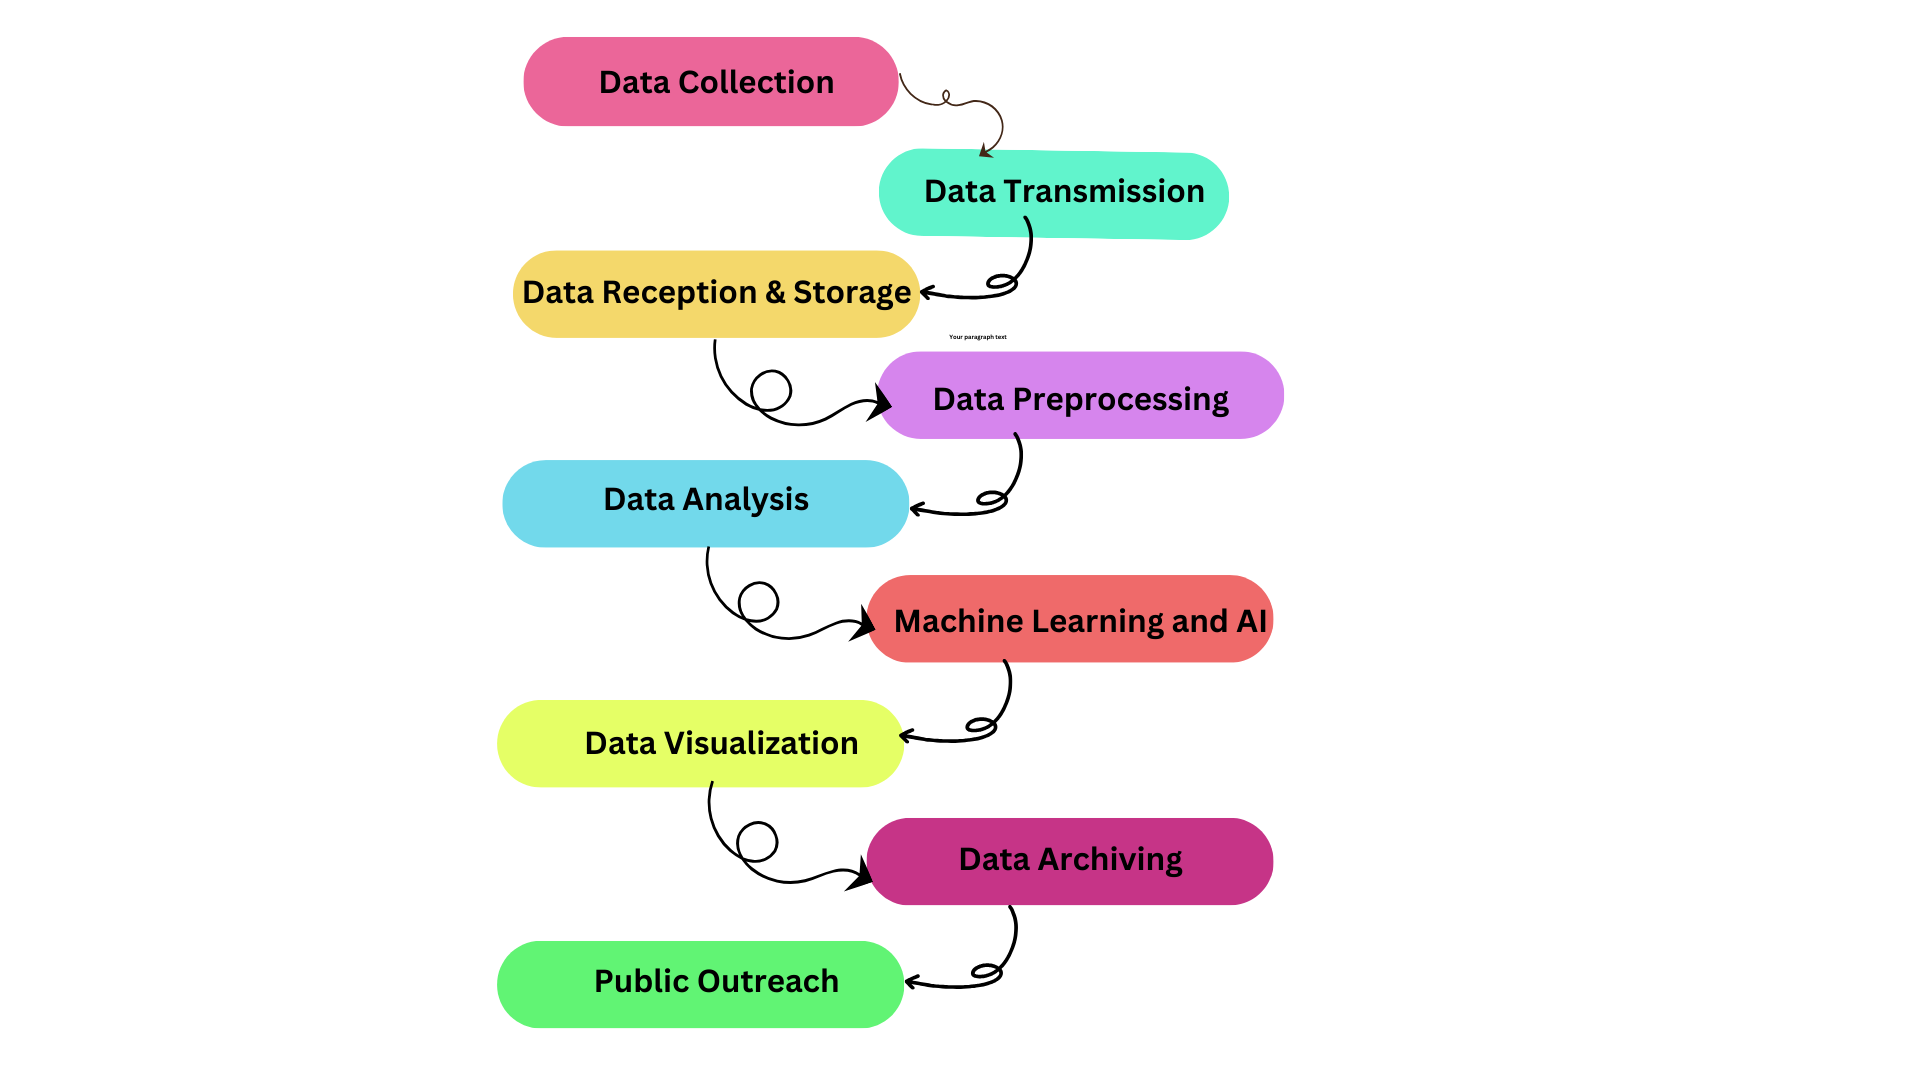 Data Collection
Data Transmission
Data Reception & Storage
Your paragraph text
Data Preprocessing
Data Analysis
Machine Learning and AI
Data Visualization
Data Archiving
Public Outreach